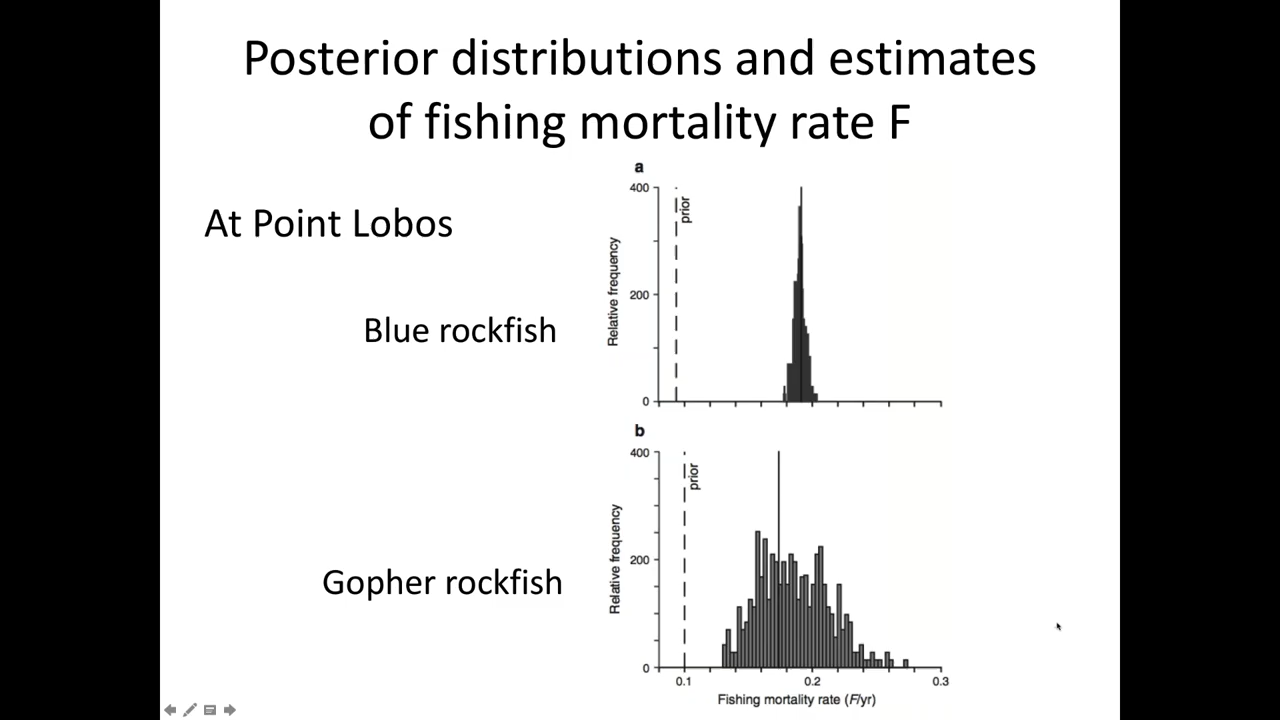 Posterior distributions and estimates
of fishing mortality rate F
At Point Lobos
Blue rockfish
Gopher rockfish
a
400
200
0
Relative frequency
prior
b
400
200
0
Relative frequency
prior
0.1 0.2 0.3
Fishing mortality rate (F/yr)